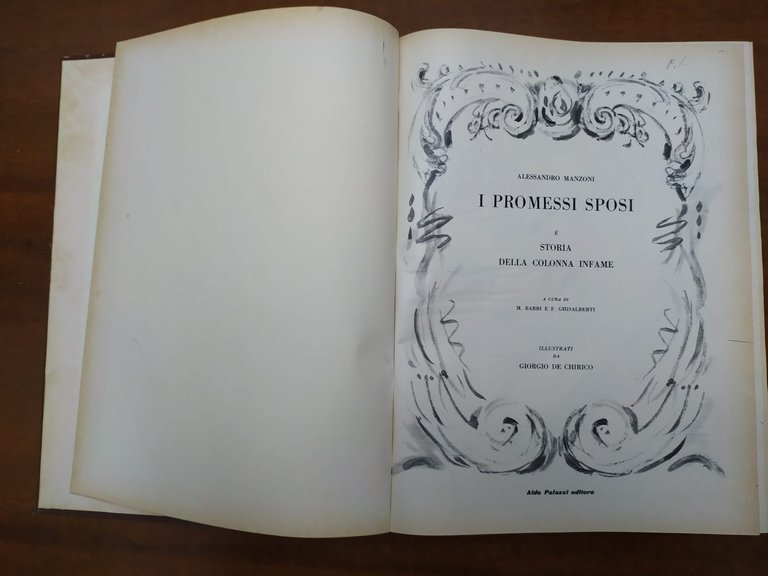 ALESSANDRO MANZONI
I PROMESSI SPOSI
E
STORIA
DELLA COLONNA INFAME
A CURA DI
M. BARBI E F. GHISALBERTI
ILLUSTRATI
DA
GIORGIO DE CHIRICO
Aldo Palazzi editore